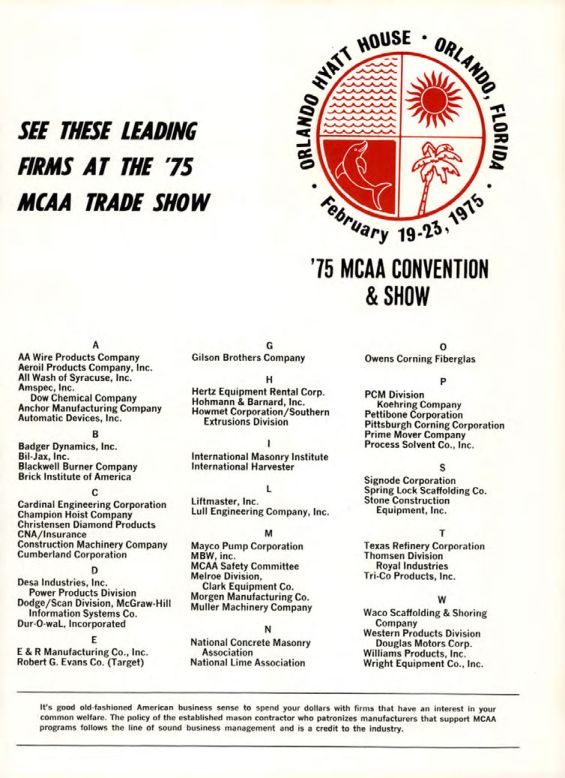 SEE THESE LEADING
FIRMS AT THE '75
MCAA TRADE SHOW
ORLANDO HYATT HOUSE • ORLANDO, FLORIDA •
February 19-23, 1975 •
'75 MCAA CONVENTION
& SHOW
A
AA Wire Products Company
Aeroil Products Company, Inc.
All Wash of Syracuse, Inc.
Amspec, Inc.
Dow Chemical Company
Anchor Manufacturing Company
Automatic Devices, Inc.
B
Badger Dynamics, Inc.
Bil-Jax, Inc.
Blackwell Burner Company
Brick Institute of America
C
Cardinal Engineering Corporation
Champion Hoist Company
Christensen Diamond Products
CNA/Insurance
Construction Machinery Company
Cumberland Corporation
D
Desa Industries, Inc.
Power Products Division
Dodge/Scan Division, McGraw-Hill
Information Systems Co.
Dur-O-waL, Incorporated
E
E & R Manufacturing Co., Inc.
Robert G. Evans Co. (Target)
G
Gilson Brothers Company
H
Hertz Equipment Rental Corp.
Hohmann & Barnard, Inc.
Howmet Corporation/Southern
Extrusions Division
I
International Masonry Institute
International Harvester
L
Liftmaster, Inc.
Lull Engineering Company, Inc.
M
Mayco Pump Corporation
MBW, inc.
MCAA Safety Committee
Melroe Division,
Clark Equipment Co.
Morgen Manufacturing Co.
Muller Machinery Company
N
National Concrete Masonry
Association
National Lime Association
O
Owens Corning Fiberglas
P
PCM Division
Koehring Company
Pettibone Corporation
Pittsburgh Corning Corporation
Prime Mover Company
Process Solvent Co., Inc.
S
Signode Corporation
Spring Lock Scaffolding Co.
Stone Construction
Equipment, Inc.
T
Texas Refinery Corporation
Thomsen Division
Royal Industries
Tri-Co Products, Inc.
W
Waco Scaffolding & Shoring
Company
Western Products Division
Douglas Motors Corp.
Williams Products, Inc.
Wright Equipment Co., Inc.
It's good old-fashioned American business sense to spend your dollars with firms that have an interest in your
common welfare. The policy of the established mason contractor who patronizes manufacturers that support MCAA
programs follows the line of sound business management and is a credit to the industry.